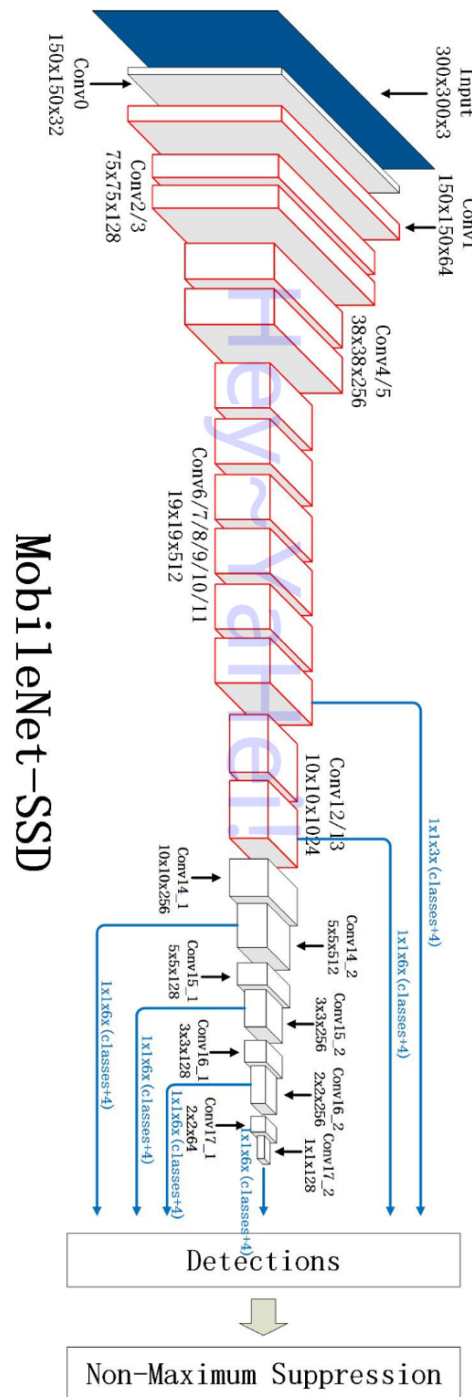 Input
300x300x3
Conv0
150x150x32
Conv1
150x150x64
Conv2/3
75x75x128
Conv4/5
38x38x256
Conv6/7/8/9/10/11
19x19x512
Conv12/13
10x10x1024
Conv14_1
10x10x256
Conv14_2
5x5x512
Conv15_1
5x5x128
Conv15_2
3x3x256
Conv16_1
3x3x128
Conv16_2
2x2x256
Conv17_1
2x2x64
Conv17_2
1x1x128
1x1x3x(classes+4)
1x1x6x(classes+4)
1x1x6x(classes+4)
1x1x6x(classes+4)
1x1x6x(classes+4)
1x1x6x(classes+4)
Hey~YaHei!
MobileNet-SSD
Detections
Non-Maximum Suppression